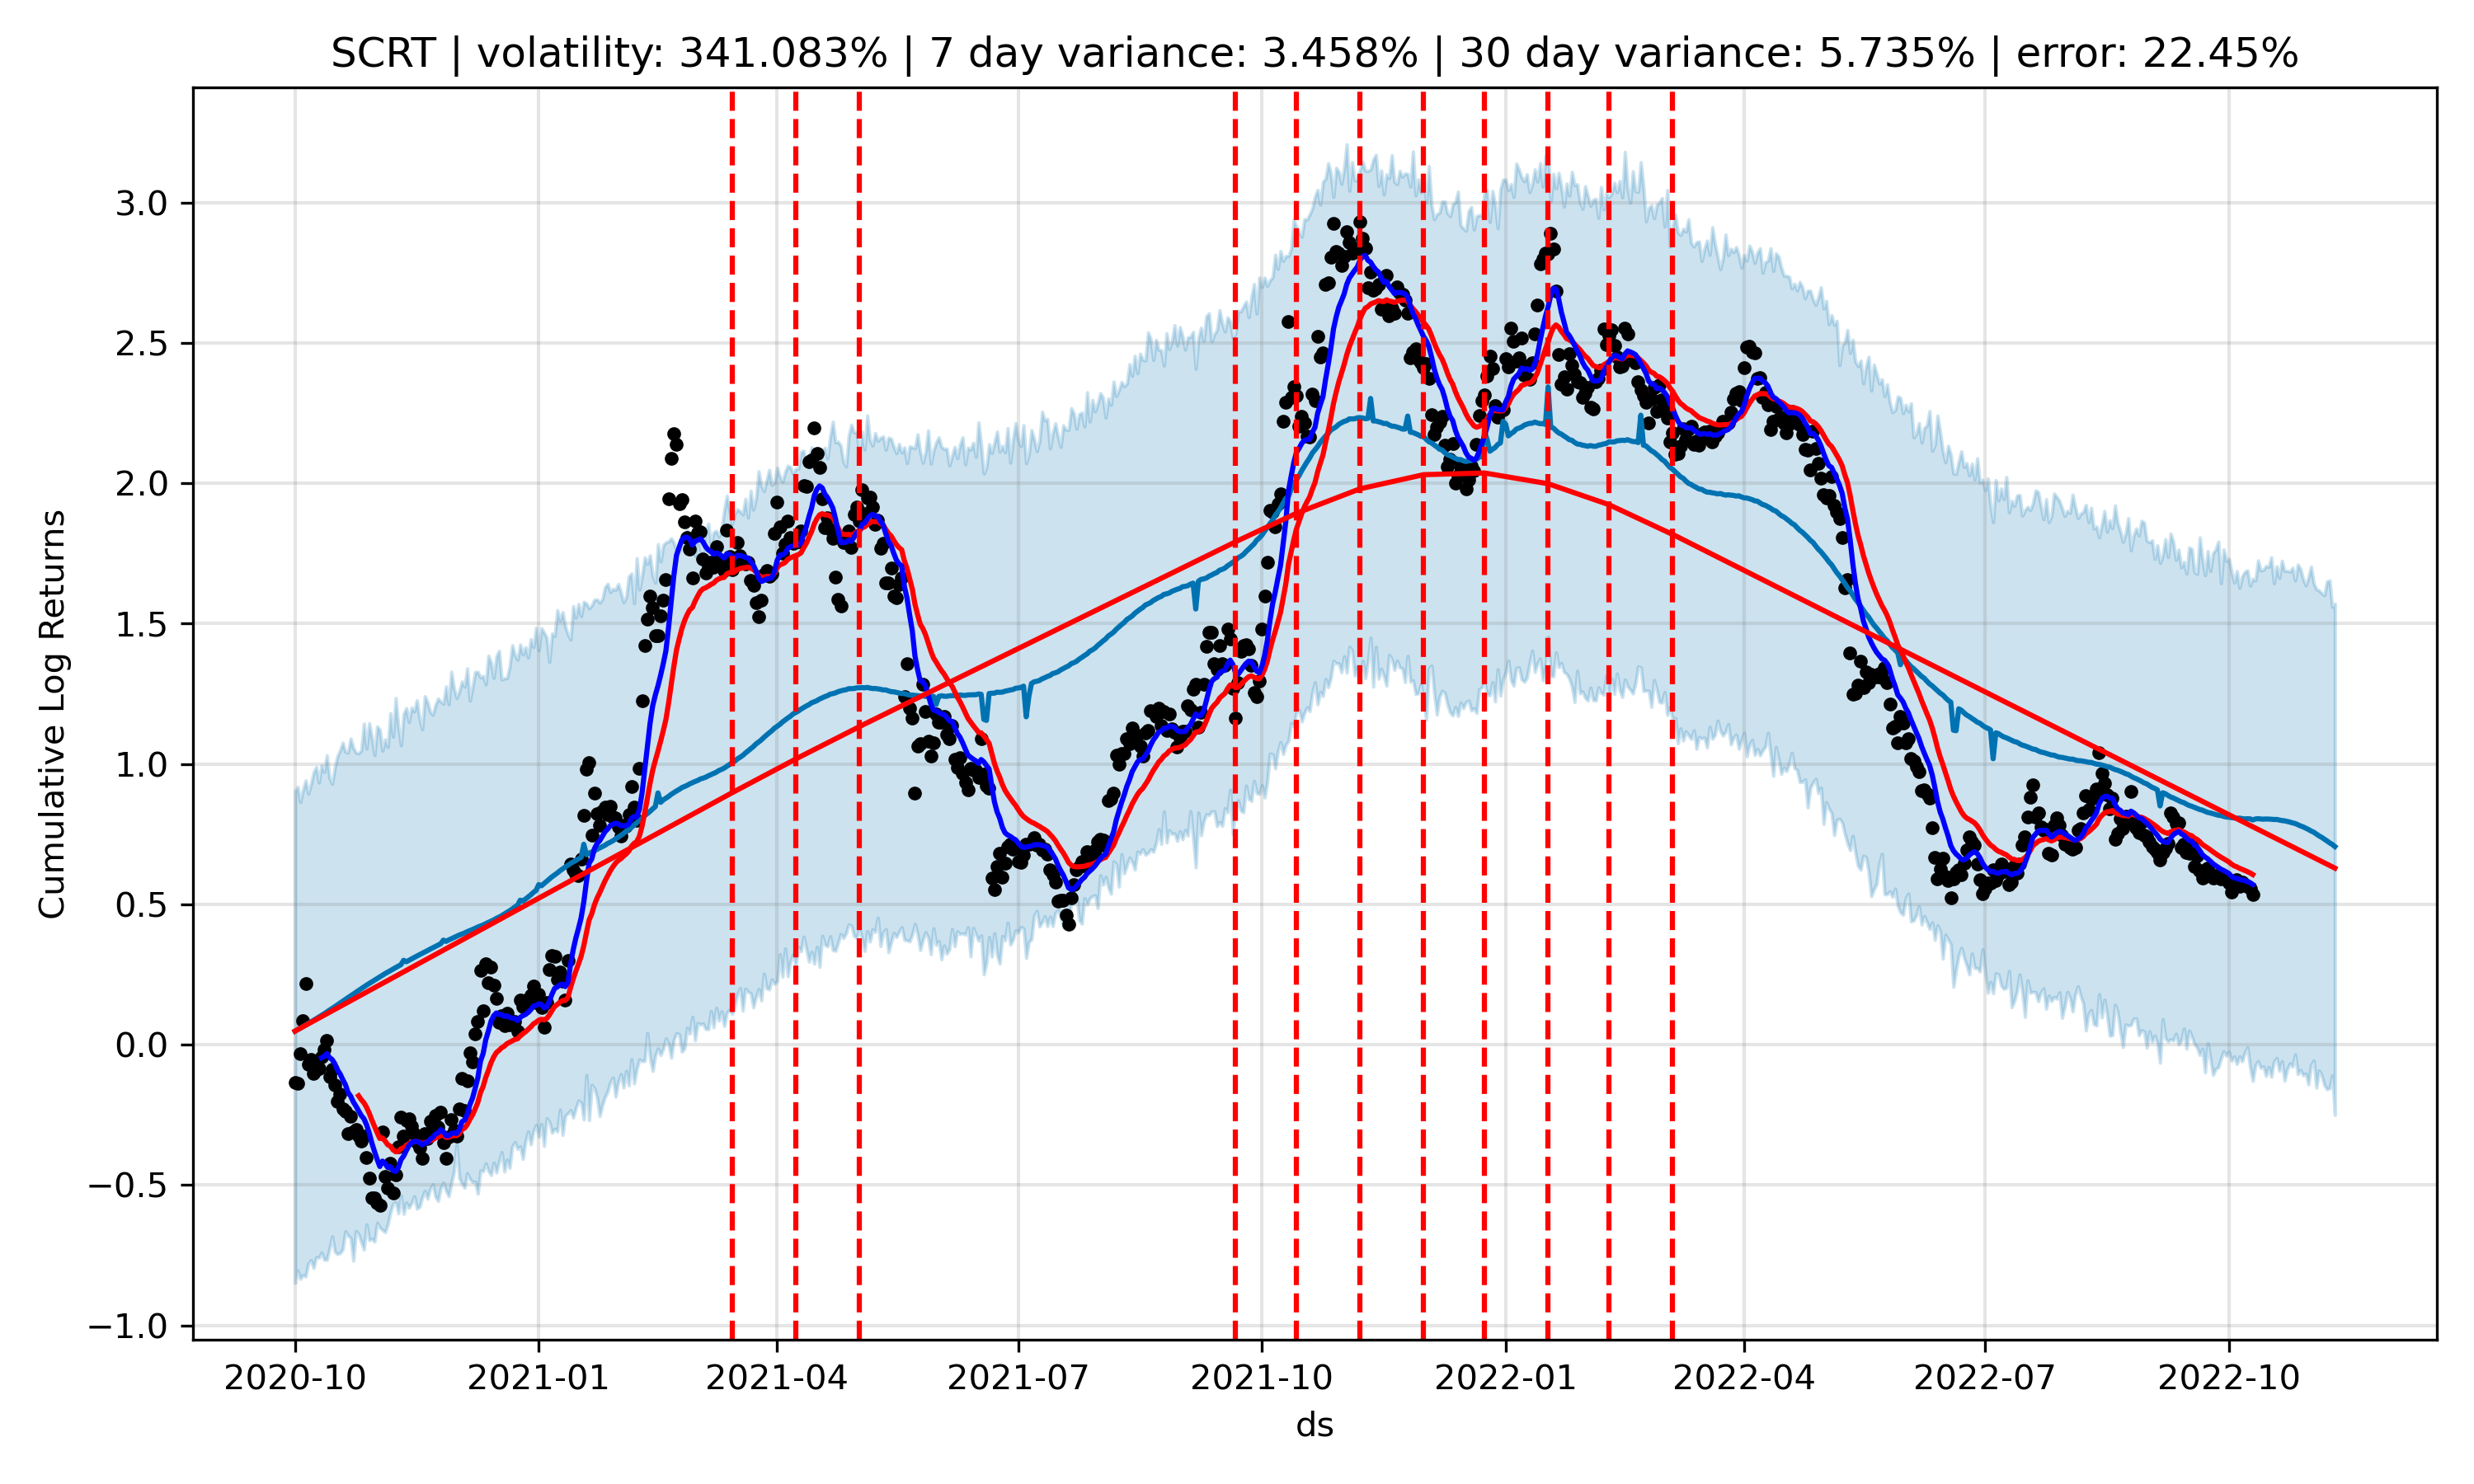 SCRT | volatility: 341.083% | 7 day variance: 3.458% | 30 day variance: 5.735% | error: 22.45%
Cumulative Log Returns
3.0
2.5
2.0
1.5
1.0
0.5
0.0
−0.5
−1.0
2020-10 2021-01 2021-04 2021-07 2021-10 2022-01 2022-04 2022-07 2022-10
ds